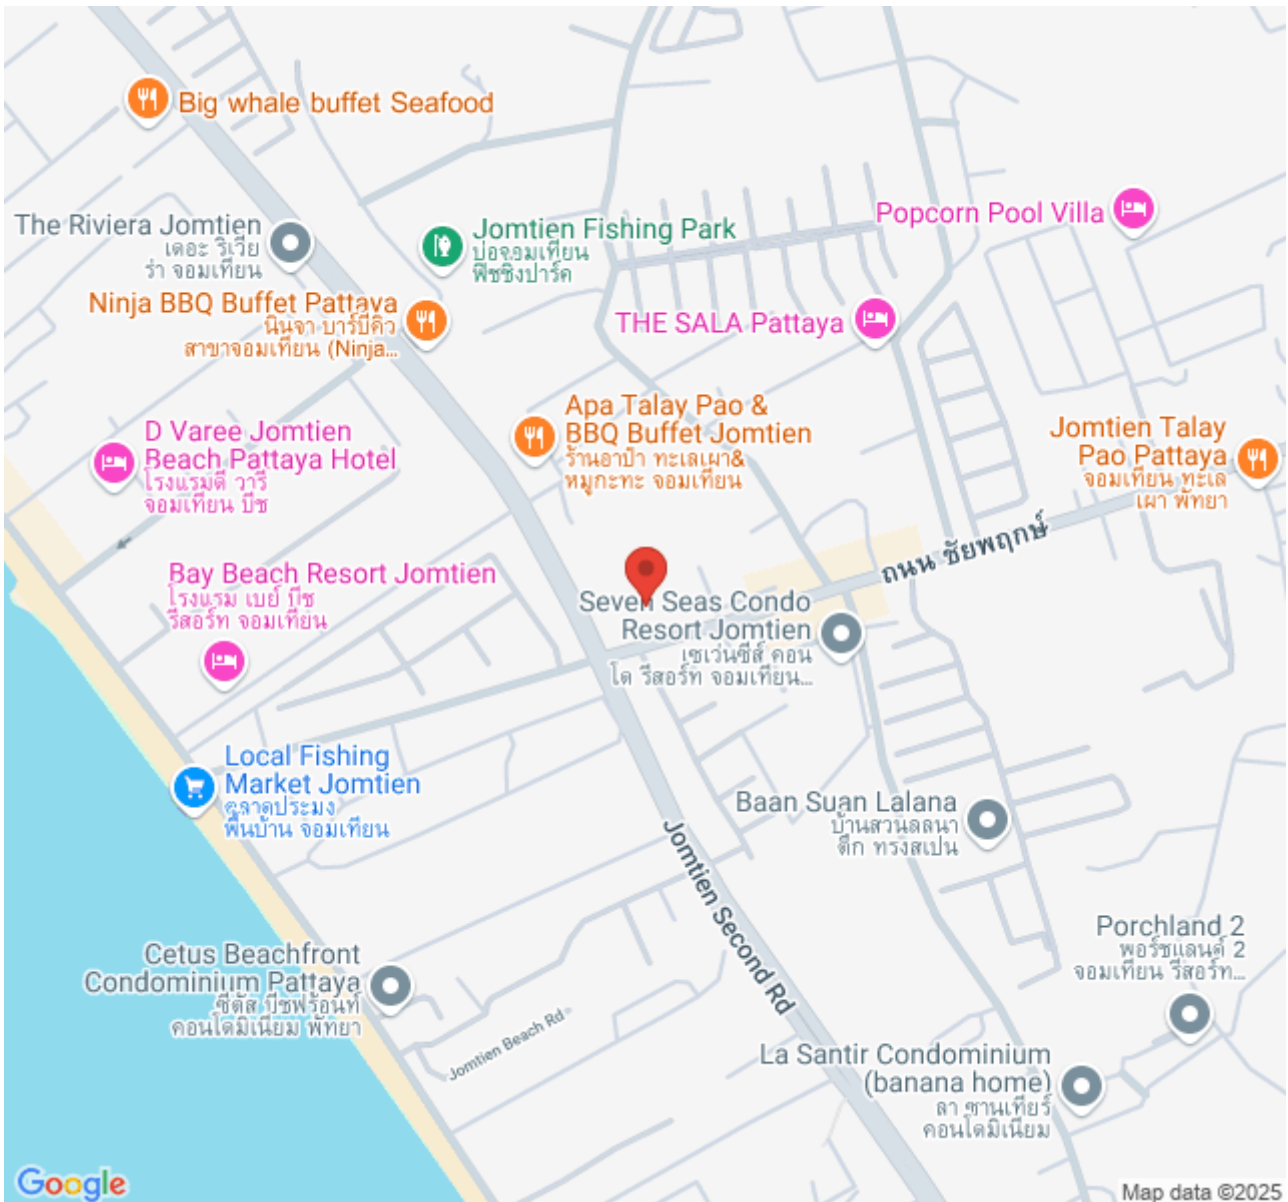 Big whale buffet Seafood
The Riviera Jomtien
เดอะ ริเวีย
ร่า จอมเทียน
Jomtien Fishing Park
บ่อจอมเทียน
ฟิชชิงปาร์ค
Popcorn Pool Villa
Ninja BBQ Buffet Pattaya
นินจา บาร์บีคิว
สาขาจอมเทียน (Ninja...
THE SALA Pattaya
D Varee Jomtien
Beach Pattaya Hotel
โรงแรมดี วารี
จอมเทียน บีช
Apa Talay Pao &
BBQ Buffet Jomtien
ร้านอาป๋า ทะเลเผา&
หมูกะทะ จอมเทียน
Jomtien Talay
Pao Pattaya
จอมเทียน ทะเล
เผา พัทยา
ถนน ชัยพฤกษ์
Bay Beach Resort Jomtien
โรงแรม เบย์ บีช
รีสอร์ท จอมเทียน
Seven Seas Condo
Resort Jomtien
เซเว่นซีส์ คอน
โด รีสอร์ท จอมเทียน...
Local Fishing
Market Jomtien
ตลาดประมง
พื้นบ้าน จอมเทียน
Baan Suan Lalana
บ้านสวนลลนา
ตึก ทรงสเปน
Jomtien Second Rd
Cetus Beachfront
Condominium Pattaya
ซีตัส บีชฟร้อนท์
คอนโดมิเนียม พัทยา
Jomtien Beach Rd
Porchland 2
พอร์ชแลนด์ 2
จอมเทียน รีสอร์ท...
La Santir Condominium
(banana home)
ลา ซานเทียร์
คอนโดมิเนียม
Google
Map data ©2025